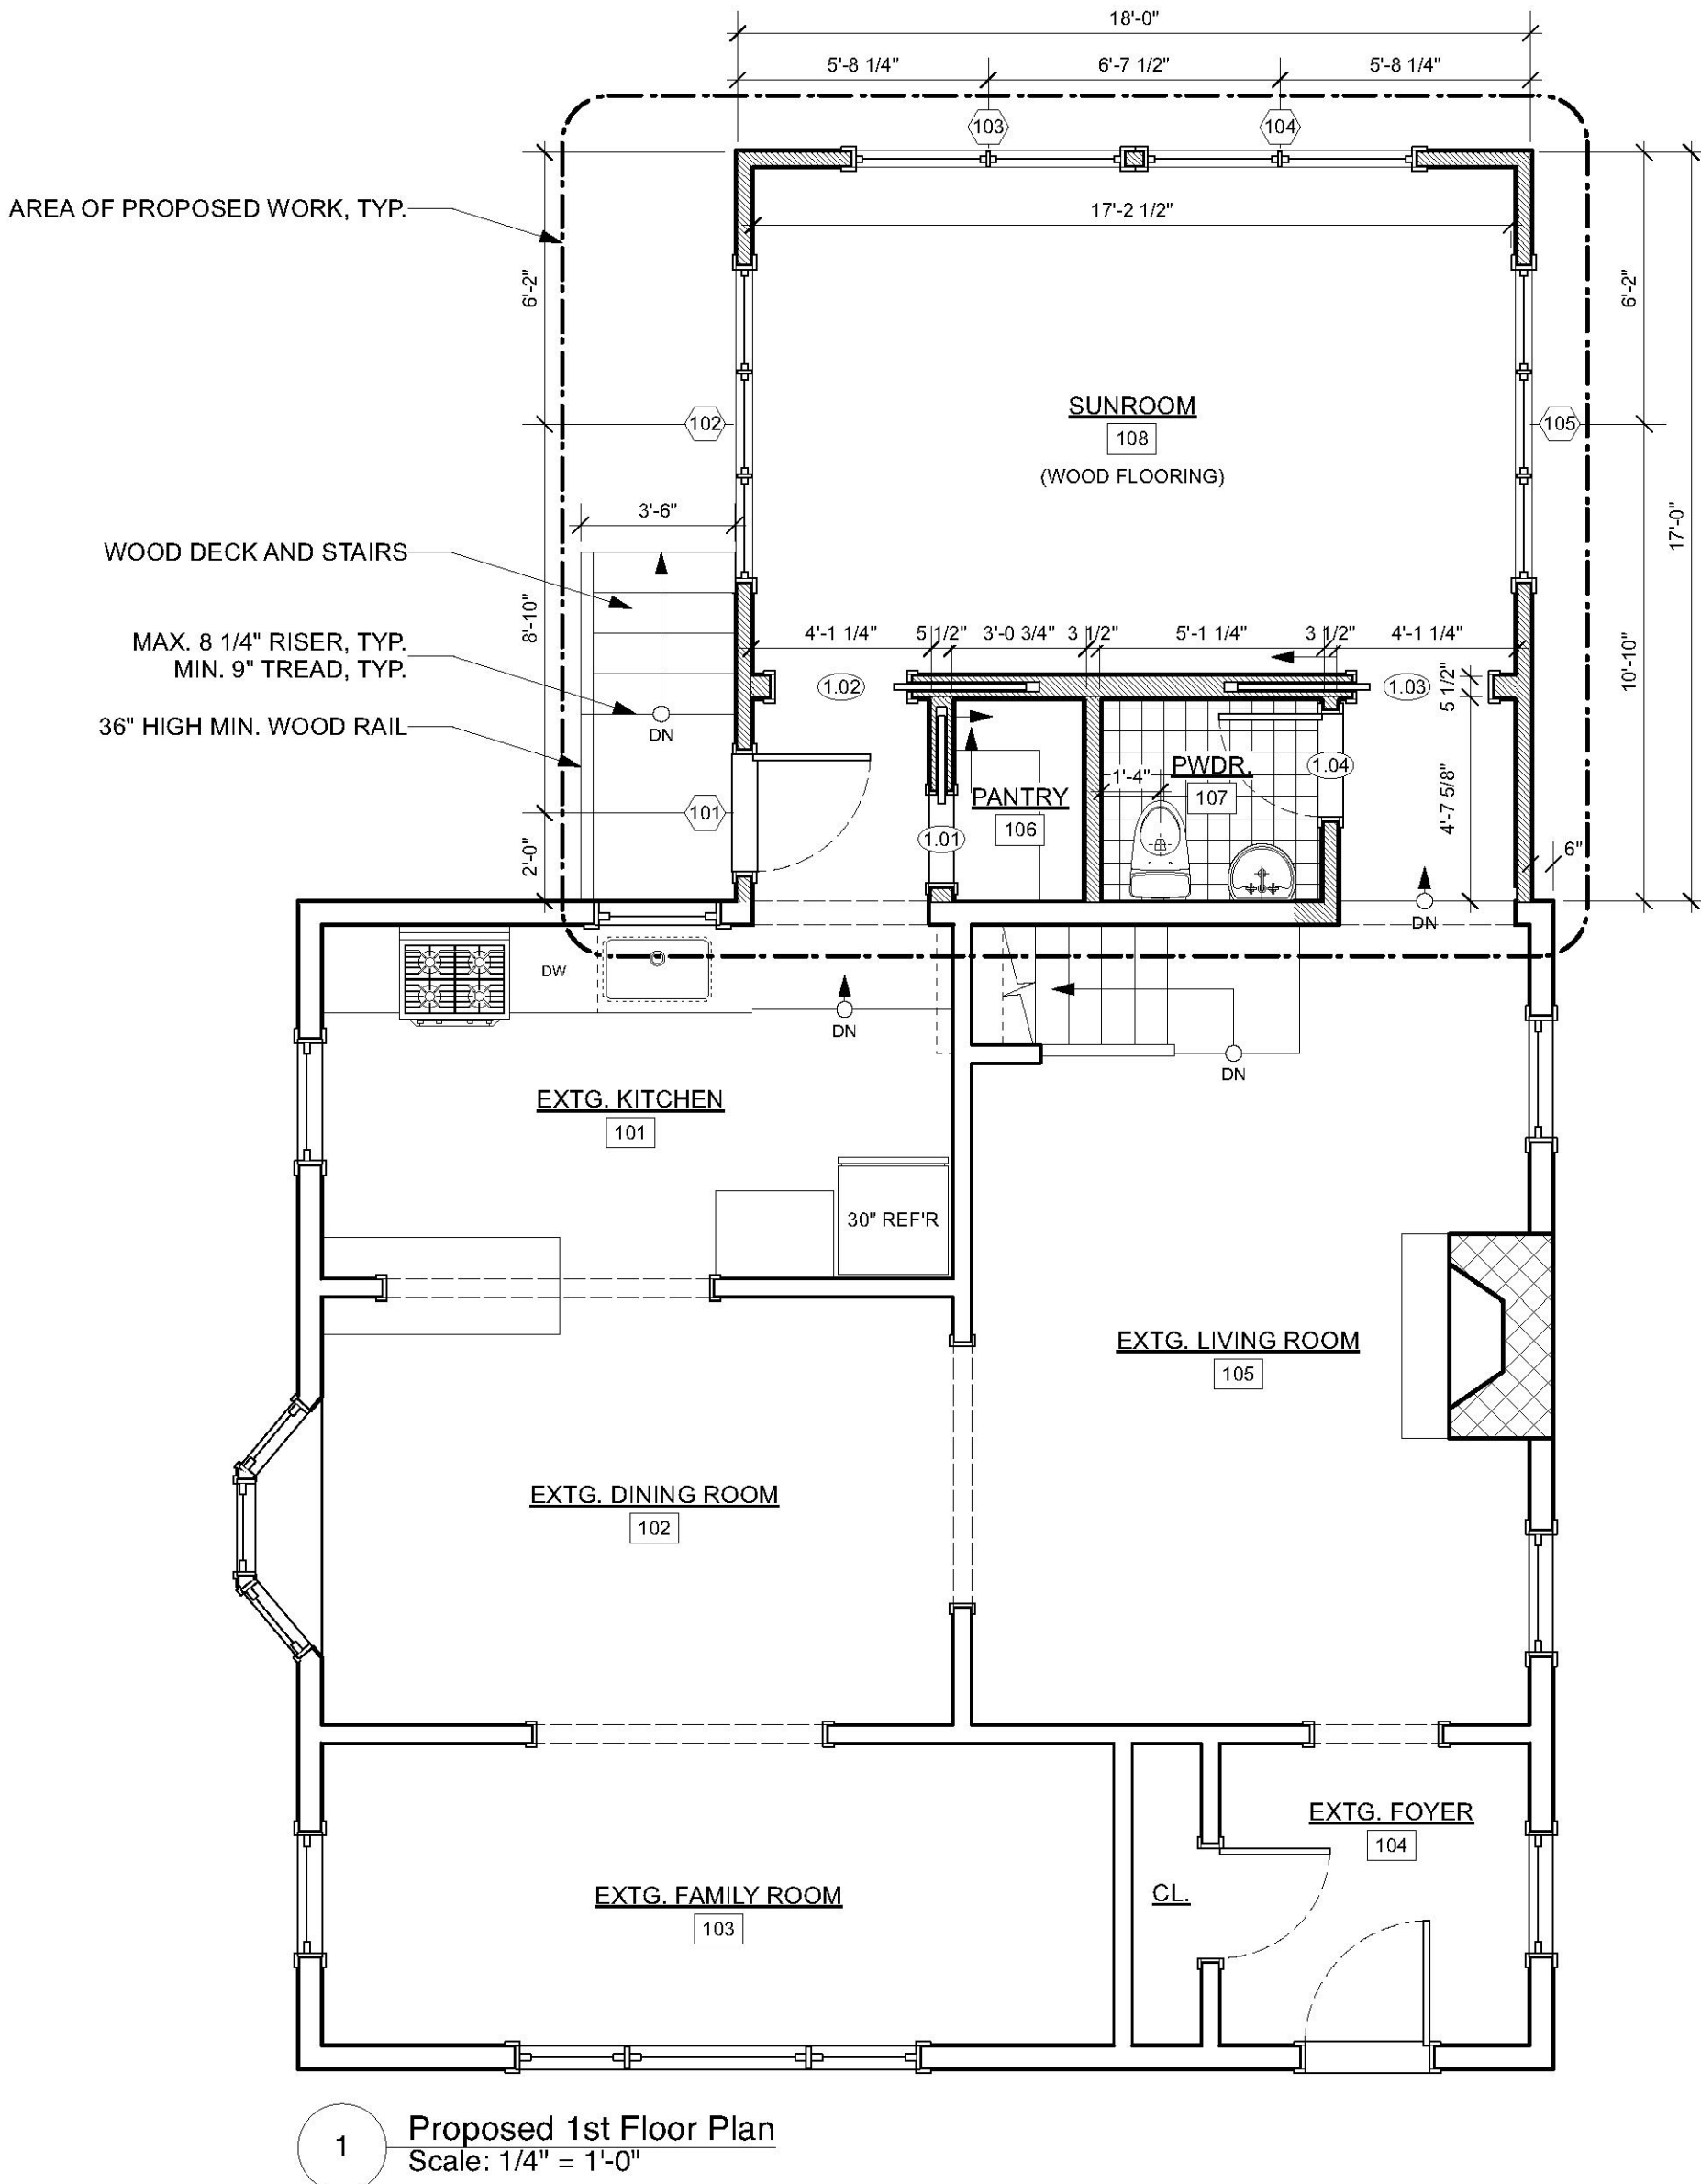 18'-0"
5'-8 1/4"
6'-7 1/2"
5'-8 1/4"
103
104
AREA OF PROPOSED WORK, TYP.
17'-2 1/2"
6'-2"
6'-2"
102
SUNROOM
108
(WOOD FLOORING)
105
3'-6"
17'-0"
WOOD DECK AND STAIRS
8'-10"
MAX. 8 1/4" RISER, TYP.
MIN. 9" TREAD, TYP.
4'-1 1/4"
5 1/2"
3'-0 3/4"
3 1/2"
5'-1 1/4"
3 1/2"
4'-1 1/4"
10'-10"
1.02
1.03
5 1/2"
36" HIGH MIN. WOOD RAIL
DN
1'-4"
PWDR.
107
1.04
PANTRY
106
4'-7 5/8"
101
1.01
2'-0"
6"
DN
DW
DN
DN
EXTG. KITCHEN
101
30" REF'R
EXTG. LIVING ROOM
105
EXTG. DINING ROOM
102
EXTG. FOYER
104
EXTG. FAMILY ROOM
103
CL.
1
Proposed 1st Floor Plan
Scale: 1/4" = 1'-0"